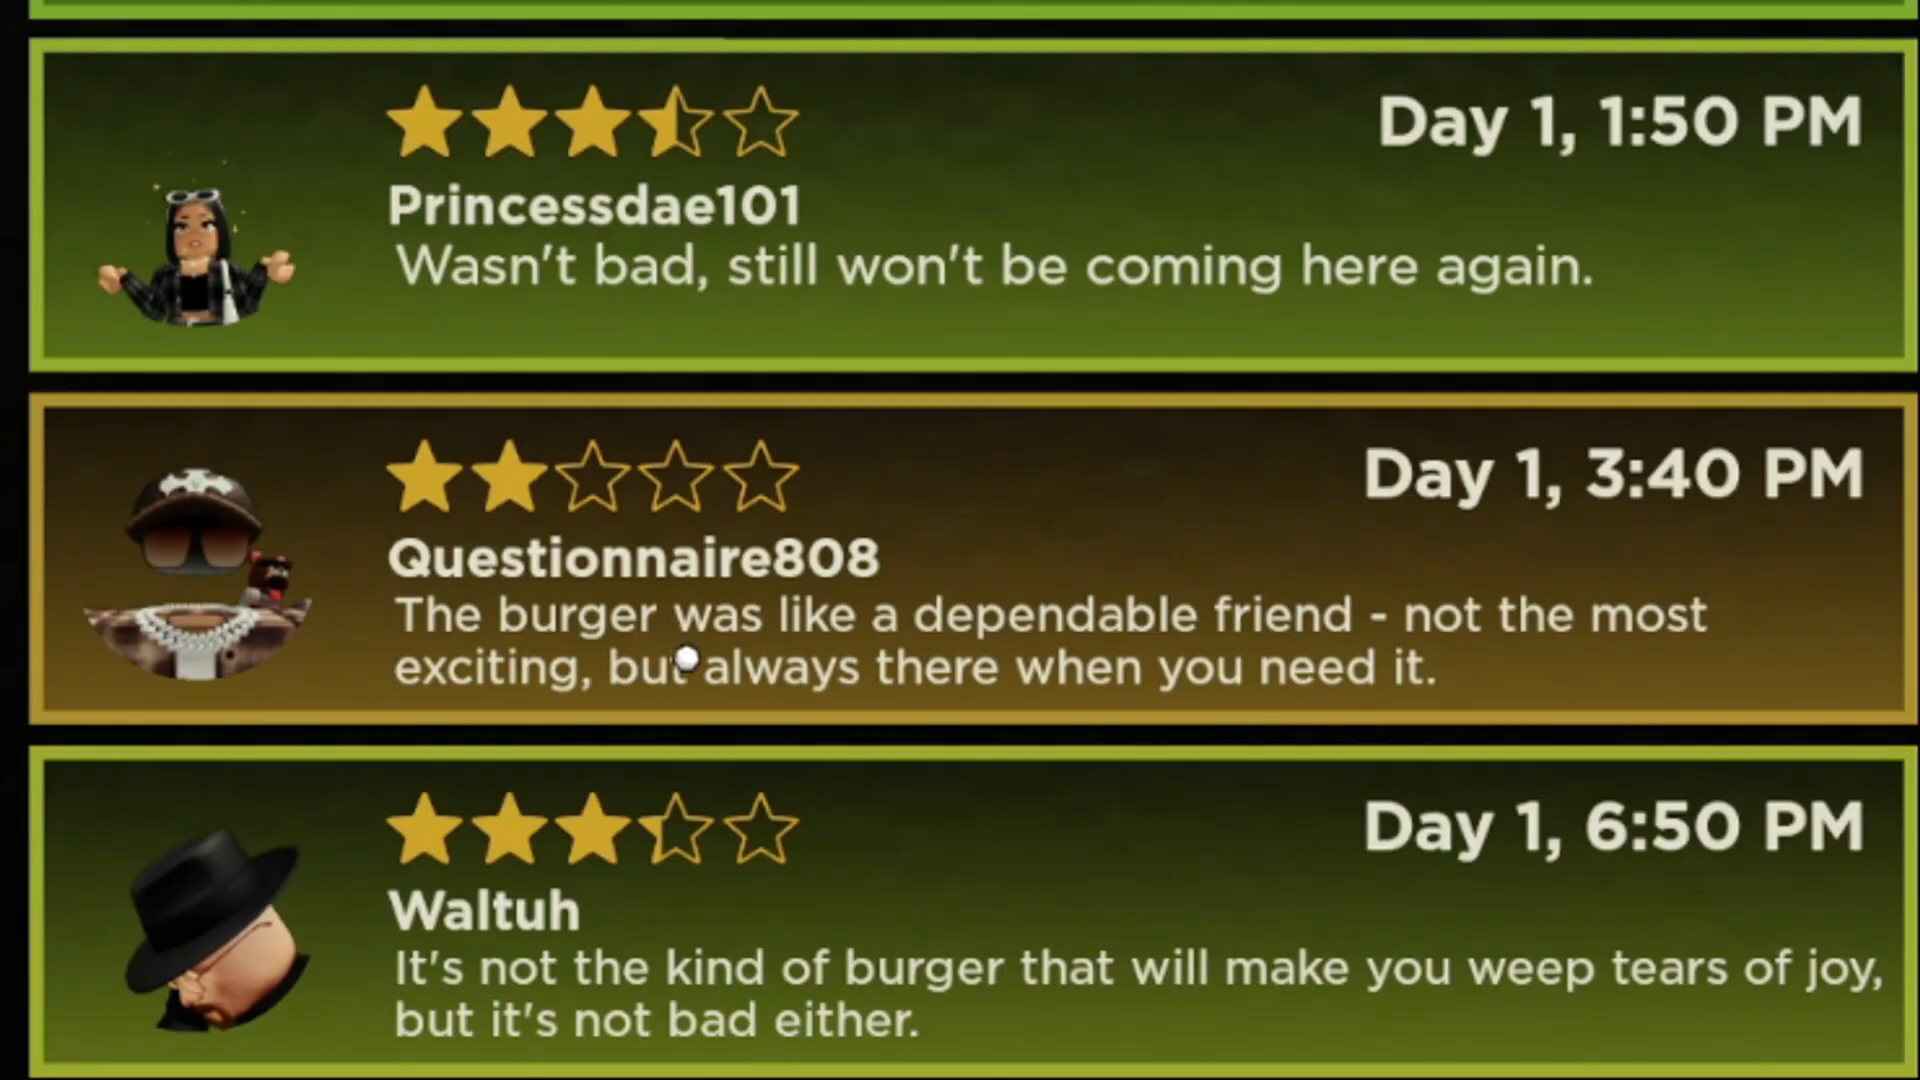 Day 1, 1:50 PM
Princessdae101
Wasn't bad, still won't be coming here again.
Day 1, 3:40 PM
Questionnaire808
The burger was like a dependable friend - not the most
exciting, but always there when you need it.
Day 1, 6:50 PM
Waltuh
It's not the kind of burger that will make you weep tears of joy,
but it's not bad either.